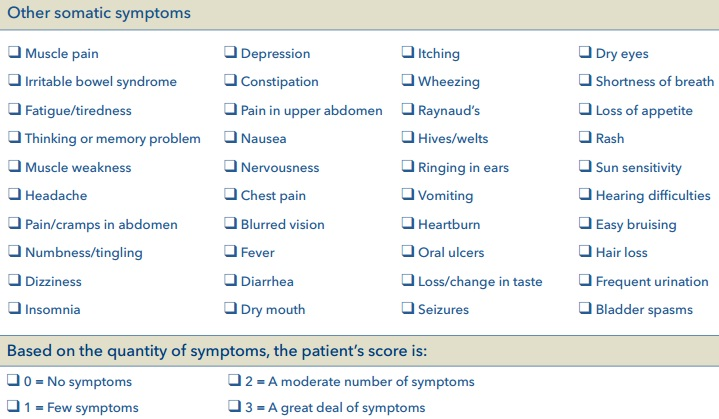 Other somatic symptoms
❑ Muscle pain ❑ Depression ❑ Itching ❑ Dry eyes
❑ Irritable bowel syndrome ❑ Constipation ❑ Wheezing ❑ Shortness of breath
❑ Fatigue/tiredness ❑ Pain in upper abdomen ❑ Raynaud’s ❑ Loss of appetite
❑ Thinking or memory problem ❑ Nausea ❑ Hives/welts ❑ Rash
❑ Muscle weakness ❑ Nervousness ❑ Ringing in ears ❑ Sun sensitivity
❑ Headache ❑ Chest pain ❑ Vomiting ❑ Hearing difficulties
❑ Pain/cramps in abdomen ❑ Blurred vision ❑ Heartburn ❑ Easy bruising
❑ Numbness/tingling ❑ Fever ❑ Oral ulcers ❑ Hair loss
❑ Dizziness ❑ Diarrhea ❑ Loss/change in taste ❑ Frequent urination
❑ Insomnia ❑ Dry mouth ❑ Seizures ❑ Bladder spasms
Based on the quantity of symptoms, the patient’s score is:
❑ 0 = No symptoms ❑ 2 = A moderate number of symptoms
❑ 1 = Few symptoms ❑ 3 = A great deal of symptoms